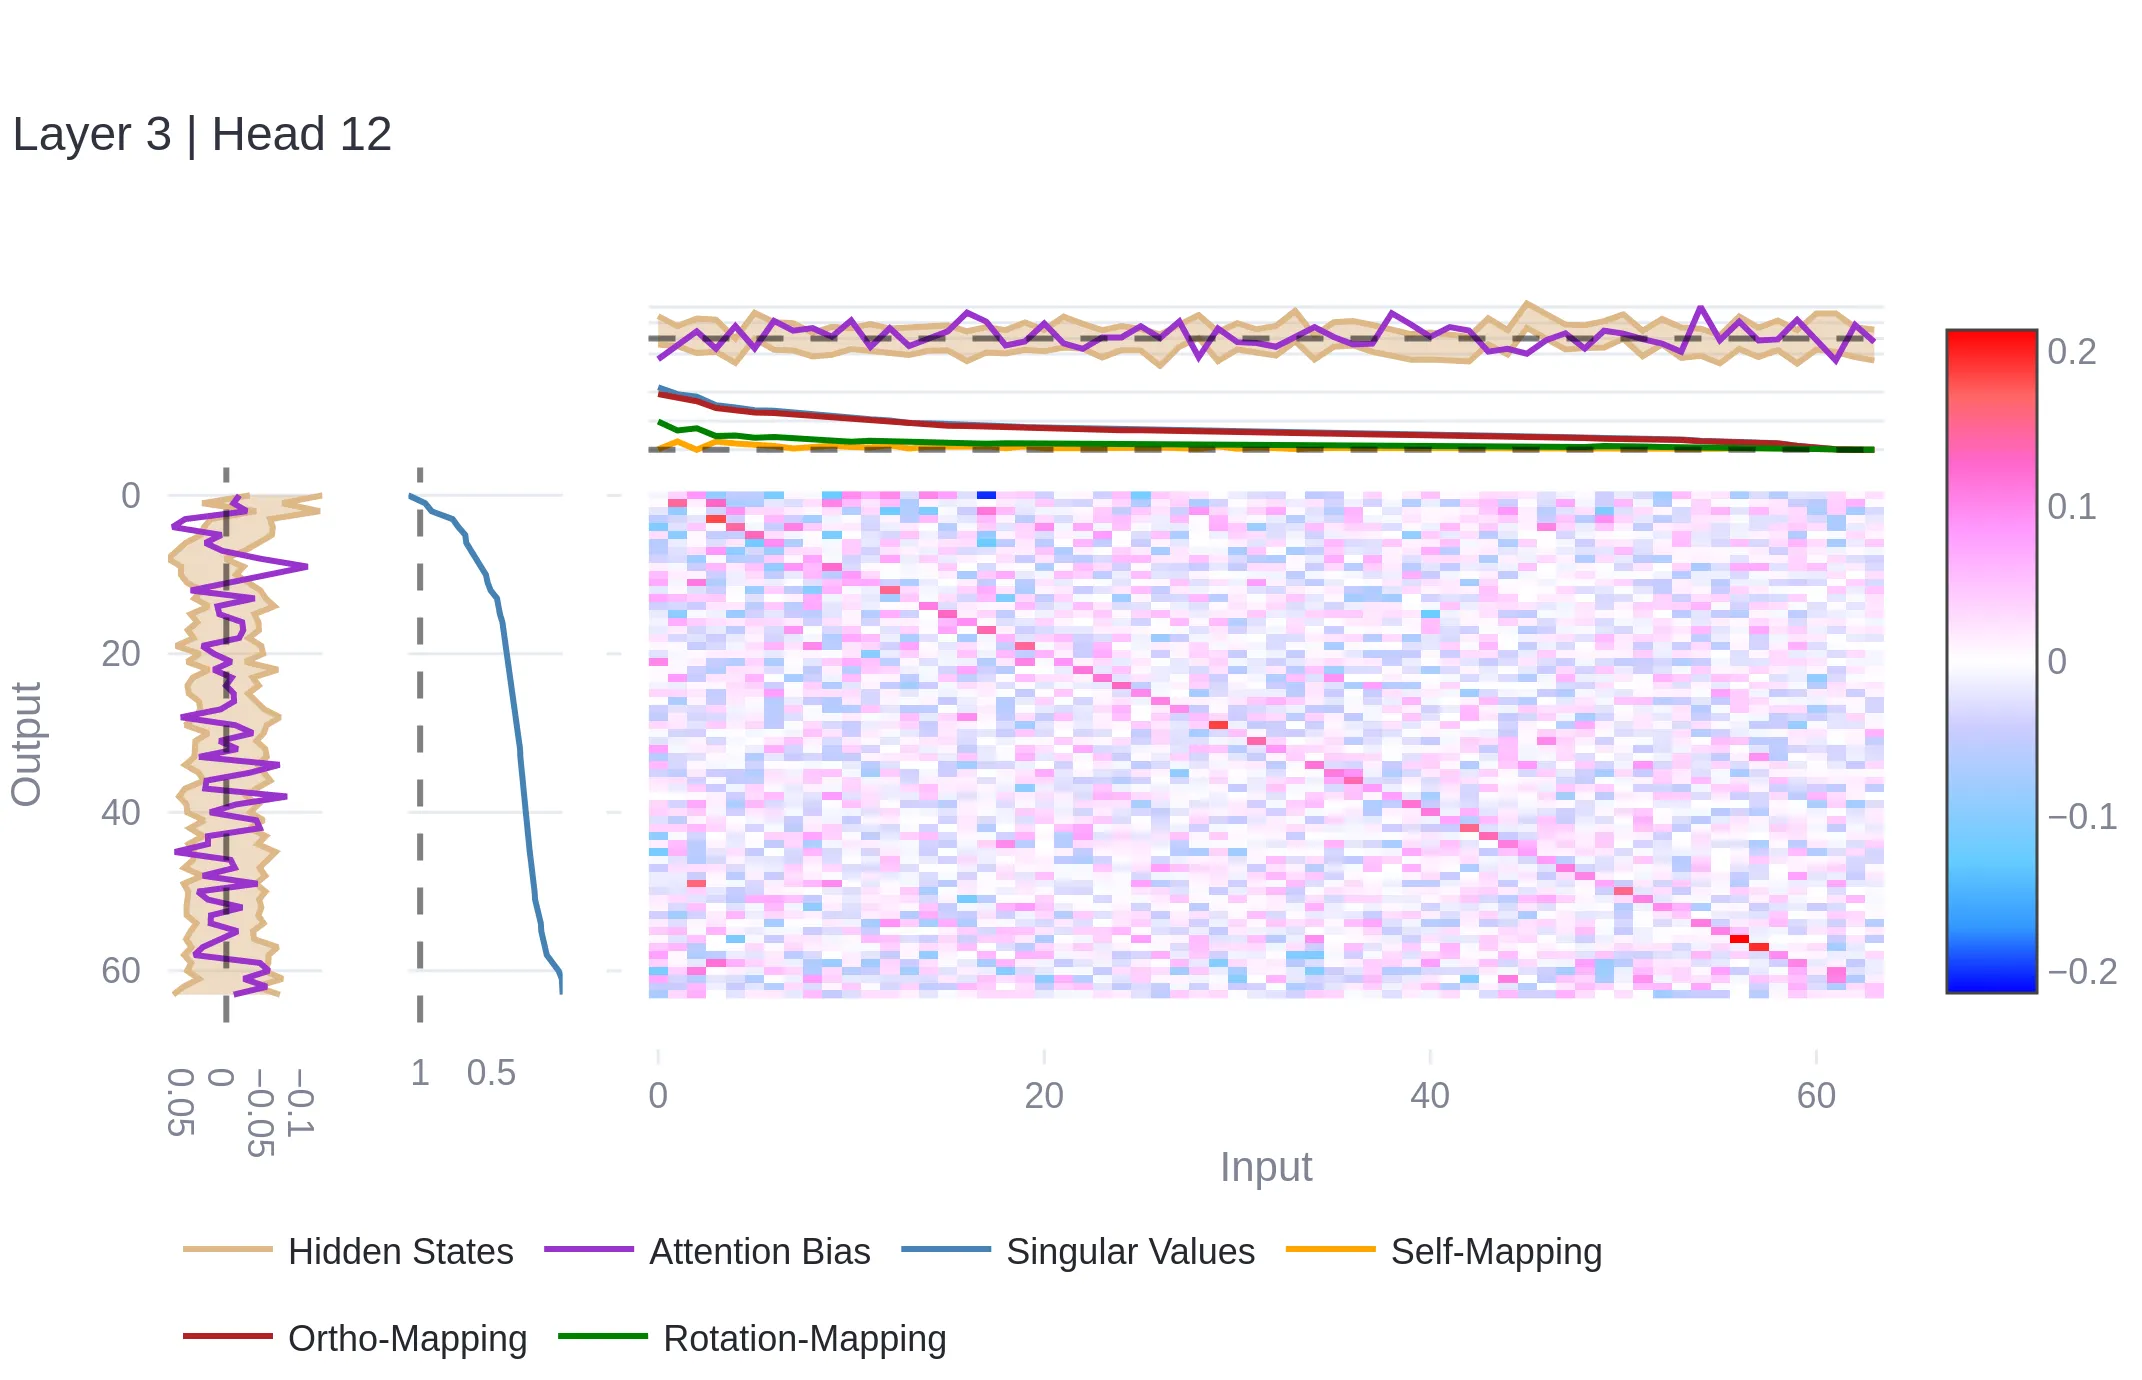 Layer 3 | Head 12
0.2
0.1
0
−0.1
−0.2
0
20
40
60
Output
0.05
0
−0.05
−0.1
1
0.5
0
20
40
60
Input
Hidden States
Attention Bias
Singular Values
Self-Mapping
Ortho-Mapping
Rotation-Mapping